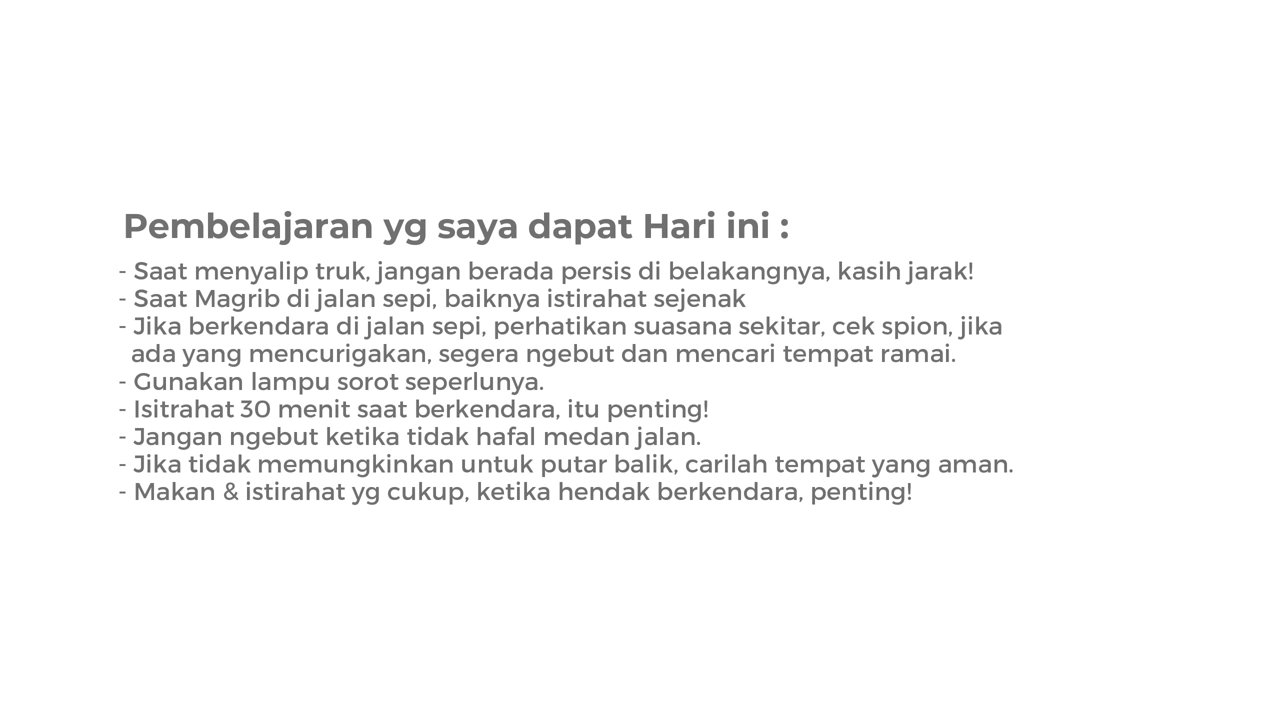 Pembelajaran yg saya dapat Hari ini :
- Saat menyalip truk, jangan berada persis di belakangnya, kasih jarak!
- Saat Magrib di jalan sepi, baiknya istirahat sejenak
- Jika berkendara di jalan sepi, perhatikan suasana sekitar, cek spion, jika
ada yang mencurigakan, segera ngebut dan mencari tempat ramai.
- Gunakan lampu sorot seperlunya.
- Isitrahat 30 menit saat berkendara, itu penting!
- Jangan ngebut ketika tidak hafal medan jalan.
- Jika tidak memungkinkan untuk putar balik, carilah tempat yang aman.
- Makan & istirahat yg cukup, ketika hendak berkendara, penting!